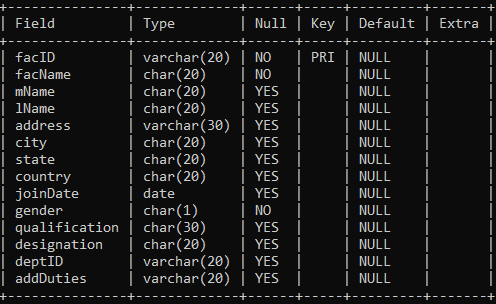 +---------------+-------------+------+-----+---------+-------+
| Field         | Type        | Null | Key | Default | Extra |
+---------------+-------------+------+-----+---------+-------+
| facID         | varchar(20) | NO   | PRI | NULL    |       |
| facName       | char(20)    | NO   |     | NULL    |       |
| mName         | char(20)    | YES  |     | NULL    |       |
| lName         | char(20)    | YES  |     | NULL    |       |
| address       | varchar(30) | YES  |     | NULL    |       |
| city          | char(20)    | YES  |     | NULL    |       |
| state         | char(20)    | YES  |     | NULL    |       |
| country       | char(20)    | YES  |     | NULL    |       |
| joinDate      | date        | YES  |     | NULL    |       |
| gender        | char(1)     | NO   |     | NULL    |       |
| qualification | char(30)    | YES  |     | NULL    |       |
| designation   | char(20)    | YES  |     | NULL    |       |
| deptID        | varchar(20) | YES  |     | NULL    |       |
| addDuties     | varchar(20) | YES  |     | NULL    |       |
+---------------+-------------+------+-----+---------+-------+